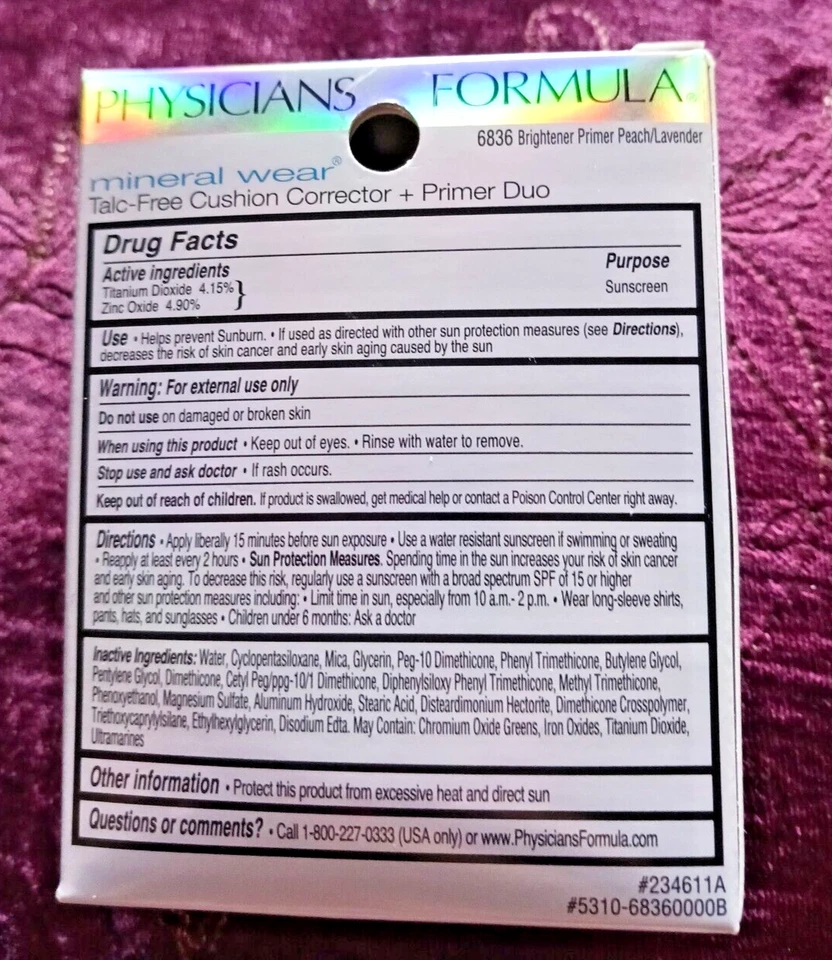 PHYSICIANS FORMULA®
6836 Brightener Primer Peach/Lavender
mineral wear®
Talc-Free Cushion Corrector + Primer Duo
Drug Facts
Active ingredients Purpose
Titanium Dioxide 4.15% } Sunscreen
Zinc Oxide 4.90%
Use • Helps prevent Sunburn. • If used as directed with other sun protection measures (see Directions),
decreases the risk of skin cancer and early skin aging caused by the sun
Warning: For external use only
Do not use on damaged or broken skin
When using this product • Keep out of eyes. • Rinse with water to remove.
Stop use and ask doctor • If rash occurs.
Keep out of reach of children. If product is swallowed, get medical help or contact a Poison Control Center right away.
Directions • Apply liberally 15 minutes before sun exposure • Use a water resistant sunscreen if swimming or sweating
• Reapply at least every 2 hours • Sun Protection Measures. Spending time in the sun increases your risk of skin cancer
and early skin aging. To decrease this risk, regularly use a sunscreen with a broad spectrum SPF of 15 or higher
and other sun protection measures including: • Limit time in sun, especially from 10 a.m.- 2 p.m. • Wear long-sleeve shirts,
pants, hats, and sunglasses • Children under 6 months: Ask a doctor
Inactive Ingredients: Water, Cyclopentasiloxane, Mica, Glycerin, Peg-10 Dimethicone, Phenyl Trimethicone, Butylene Glycol,
Pentylene Glycol, Dimethicone, Cetyl Peg/ppg-10/1 Dimethicone, Diphenylsiloxy Phenyl Trimethicone, Methyl Trimethicone,
Phenoxyethanol, Magnesium Sulfate, Aluminum Hydroxide, Stearic Acid, Disteardimonium Hectorite, Dimethicone Crosspolymer,
Triethoxycaprylylsilane, Ethylhexylglycerin, Disodium Edta. May Contain: Chromium Oxide Greens, Iron Oxides, Titanium Dioxide,
Ultramarines
Other information • Protect this product from excessive heat and direct sun
Questions or comments? • Call 1-800-227-0333 (USA only) or www.PhysiciansFormula.com
#234611A
#5310-68360000B